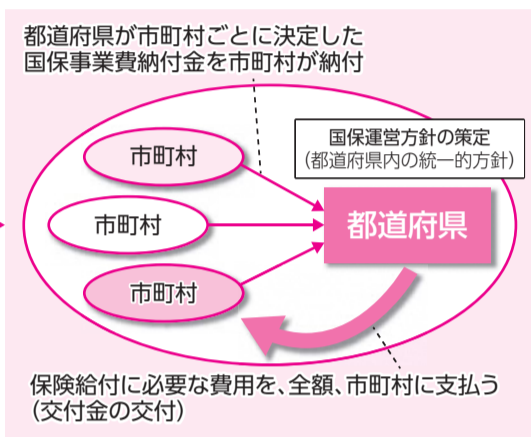 都道府県が市町村ごとに決定した
国保事業費納付金を市町村が納付
国保運営方針の策定
(都道府県内の統一的方針)
市町村
市町村
市町村
都道府県
保険給付に必要な費用を、全額、市町村に支払う
(交付金の交付)